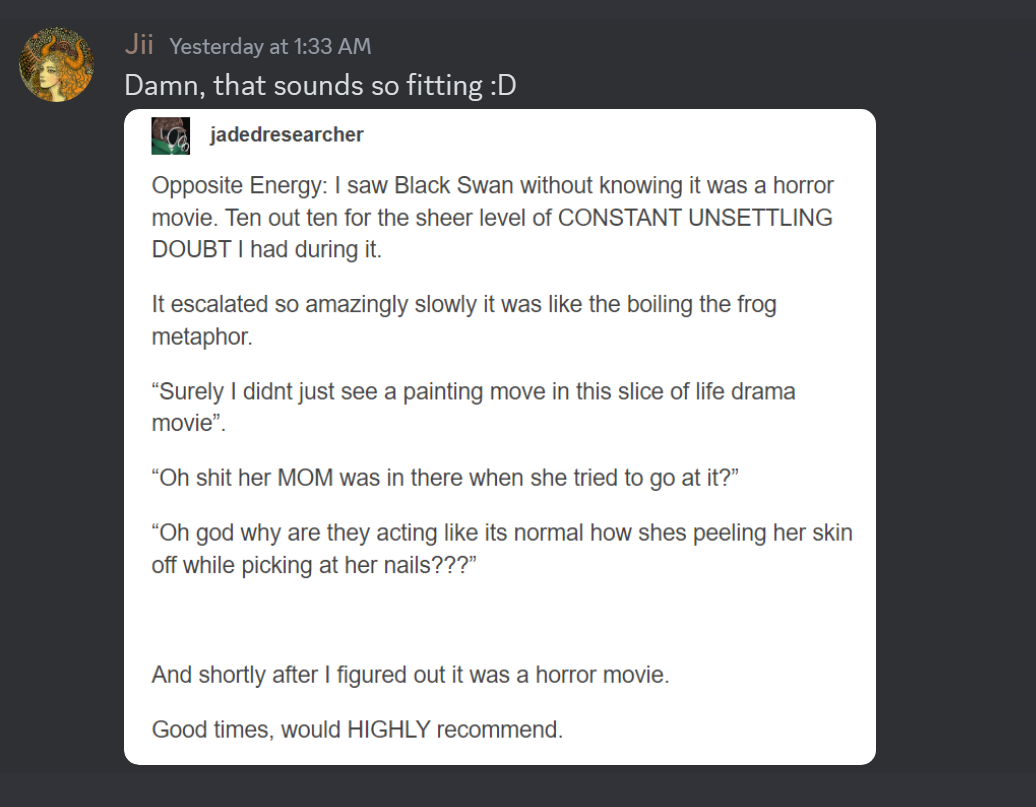 Jii Yesterday at 1:33 AM
Damn, that sounds so fitting :D
jadedresearcher
Opposite Energy: I saw Black Swan without knowing it was a horror
movie. Ten out ten for the sheer level of CONSTANT UNSETTLING
DOUBT I had during it.
It escalated so amazingly slowly it was like the boiling the frog
metaphor.
“Surely I didnt just see a painting move in this slice of life drama
movie”.
“Oh shit her MOM was in there when she tried to go at it?”
“Oh god why are they acting like its normal how shes peeling her skin
off while picking at her nails???”
And shortly after I figured out it was a horror movie.
Good times, would HIGHLY recommend.